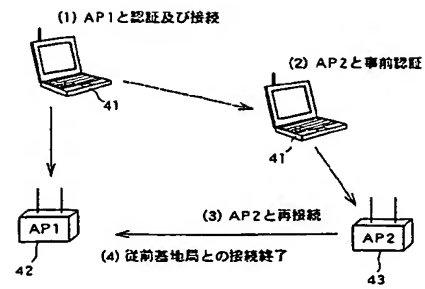 (1) AP1と認証及び接続
41
(2) AP2と事前認証
41
AP1
42
(3) AP2と再接続
(4) 従前基地局との接続終了
AP2
43